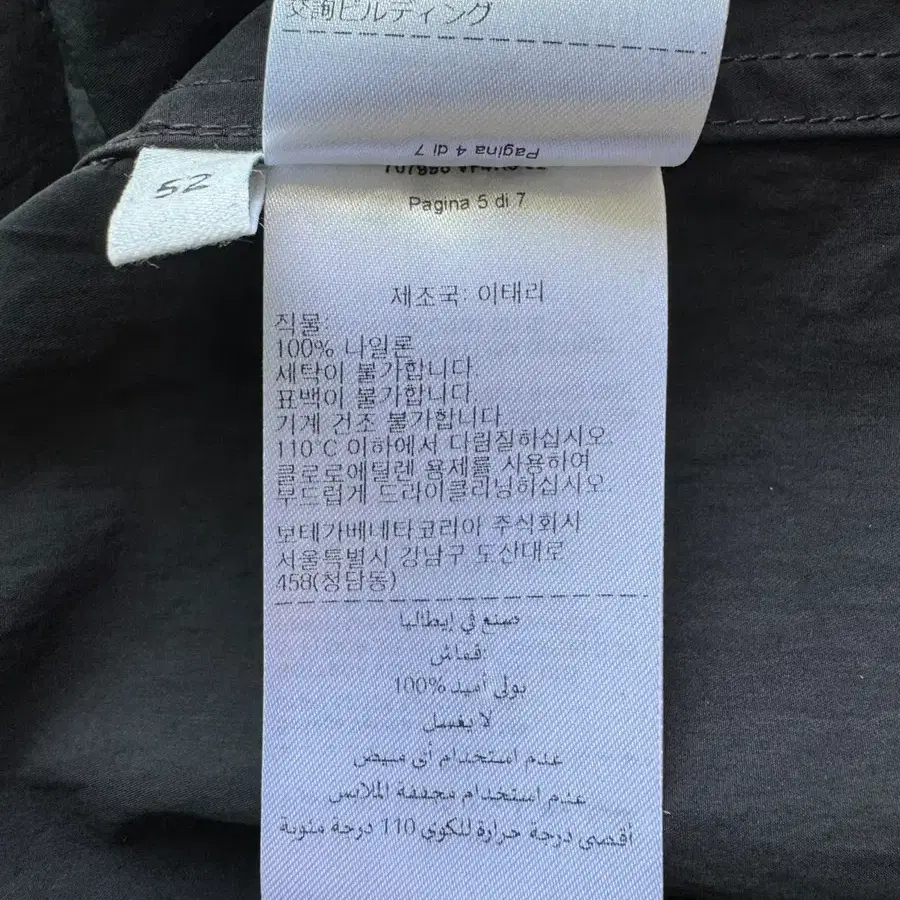 交詢ビルディング
Pagina 4 di 7
52
Pagina 5 di 7
제조국: 이태리
직물:
100% 나일론
세탁이 불가합니다.
표백이 불가합니다.
기계 건조 불가합니다.
110°C 이하에서 다림질하십시오.
클로로에틸렌 용제를 사용하여
부드럽게 드라이클리닝하십시오.
보테가베네타코리아 주식회사
서울특별시 강남구 도산대로
458(청담동)
صنع في إيطاليا
قماش:
بولي أميد %100
لا يغسل
عدم استخدام أي مبيض
عدم استخدام مجففة الملابس
أقصى درجة حرارة للكوي 110 درجة مئوية